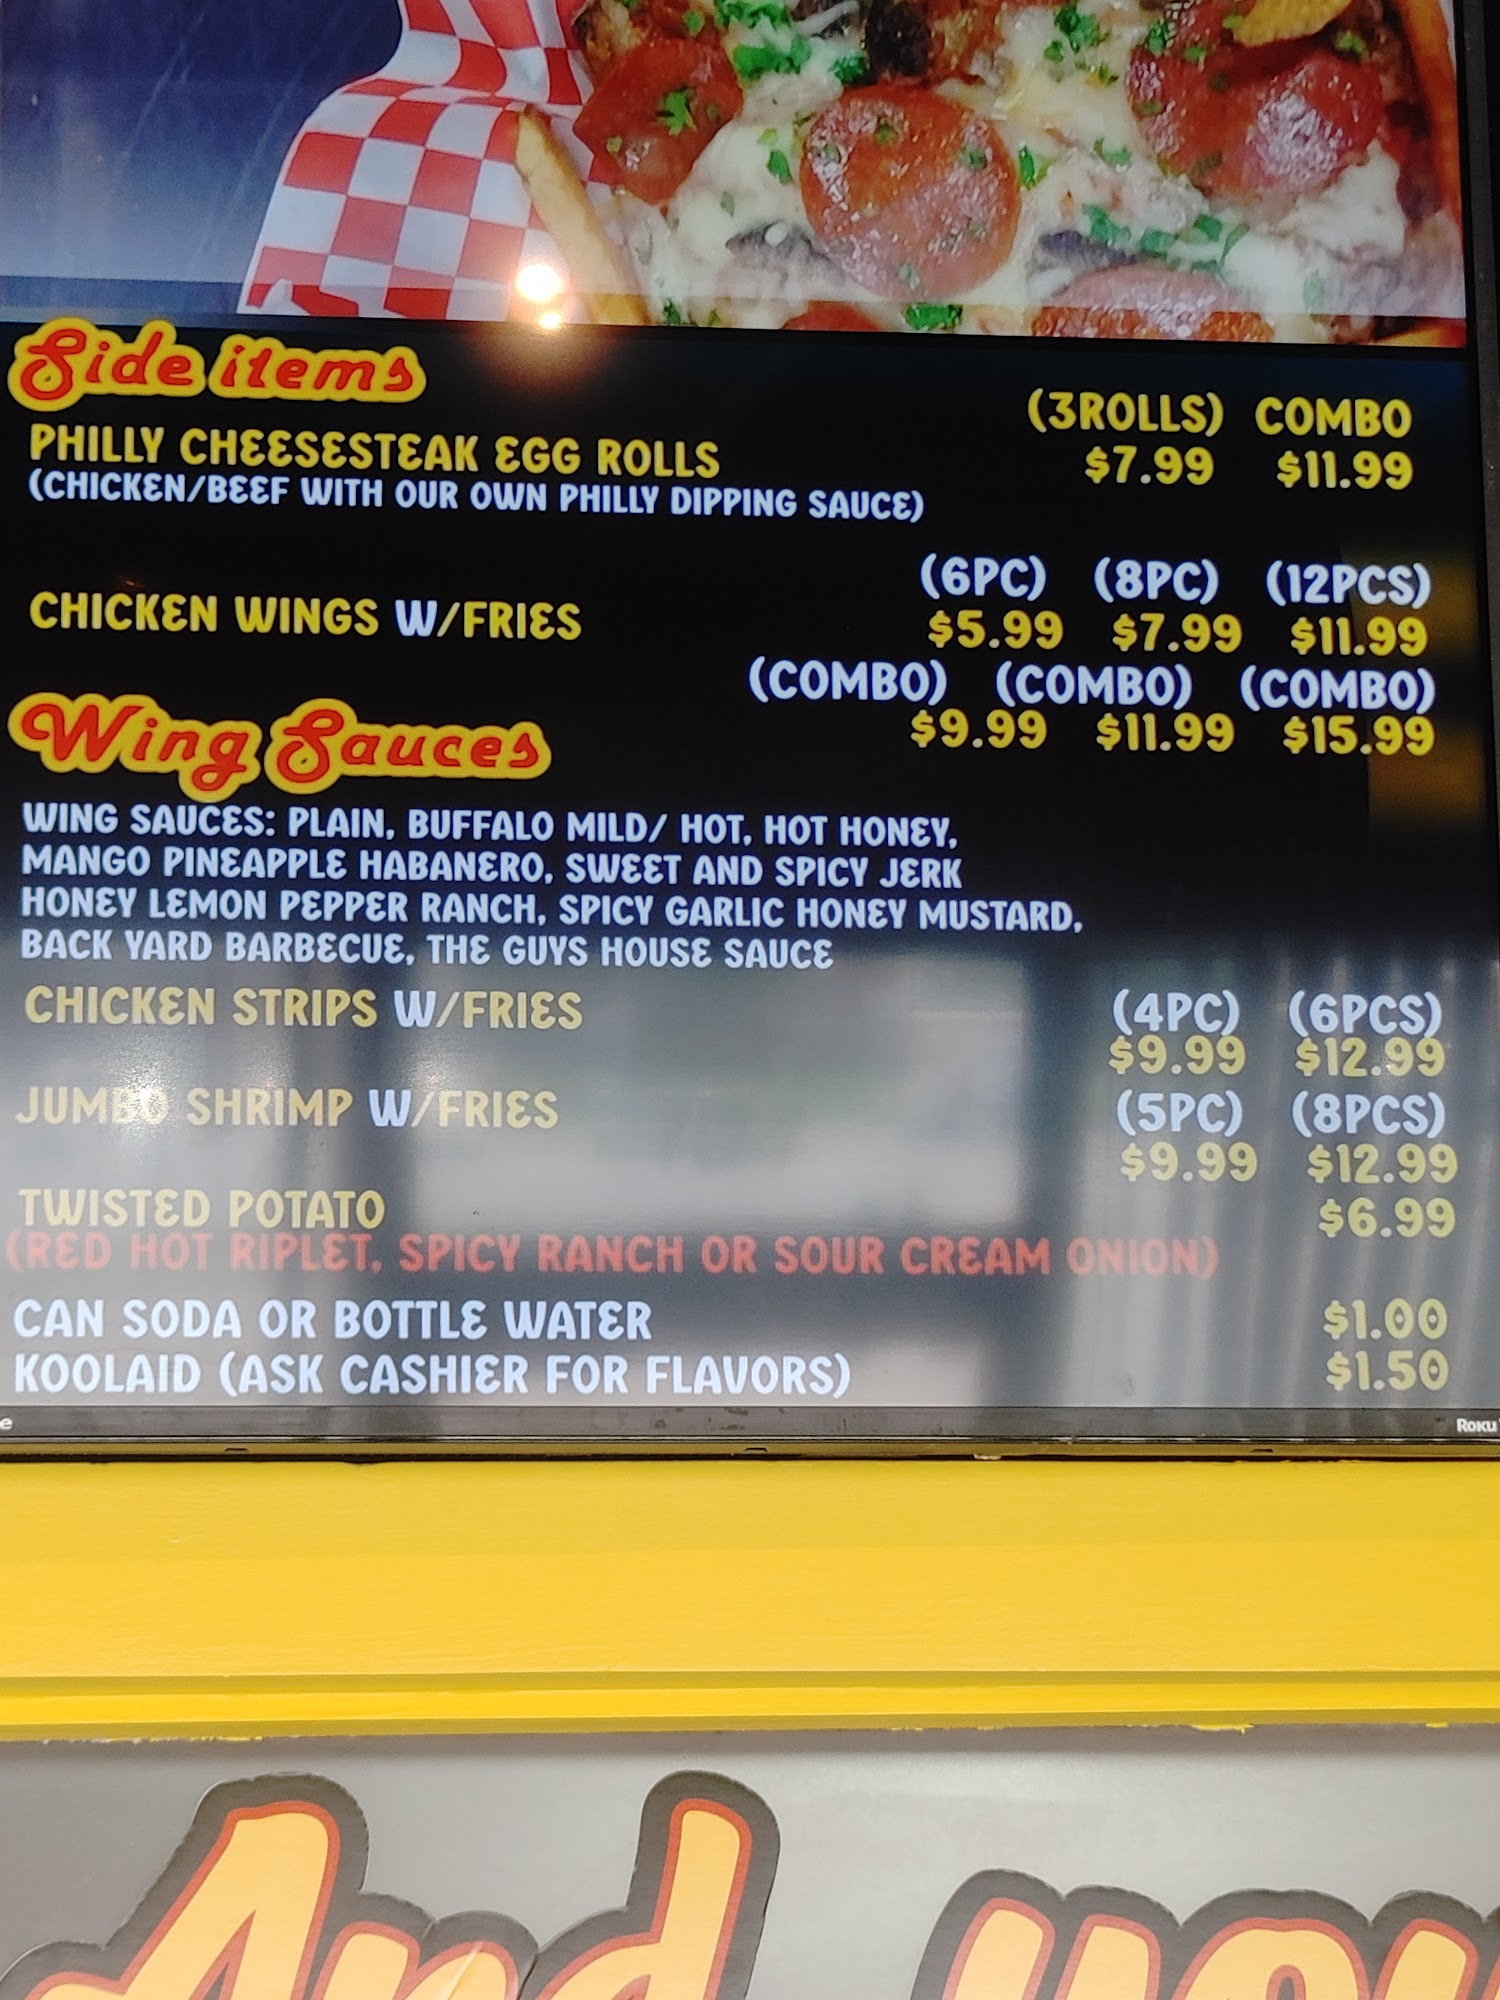 Side items
(3ROLLS) COMBO
PHILLY CHEESESTEAK EGG ROLLS $7.99 $11.99
(CHICKEN/BEEF WITH OUR OWN PHILLY DIPPING SAUCE)
(6PC) (8PC) (12PCS)
CHICKEN WINGS W/FRIES $5.99 $7.99 $11.99
(COMBO) (COMBO) (COMBO)
$9.99 $11.99 $15.99
Wing Sauces
WING SAUCES: PLAIN, BUFFALO MILD/ HOT, HOT HONEY,
MANGO PINEAPPLE HABANERO, SWEET AND SPICY JERK
HONEY LEMON PEPPER RANCH, SPICY GARLIC HONEY MUSTARD,
BACK YARD BARBECUE, THE GUYS HOUSE SAUCE
CHICKEN STRIPS W/FRIES (4PC) (6PCS)
$9.99 $12.99
JUMBO SHRIMP W/FRIES (5PC) (8PCS)
$9.99 $12.99
TWISTED POTATO $6.99
(RED HOT RIPLET, SPICY RANCH OR SOUR CREAM ONION)
CAN SODA OR BOTTLE WATER $1.00
KOOLAID (ASK CASHIER FOR FLAVORS) $1.50
Roku
And